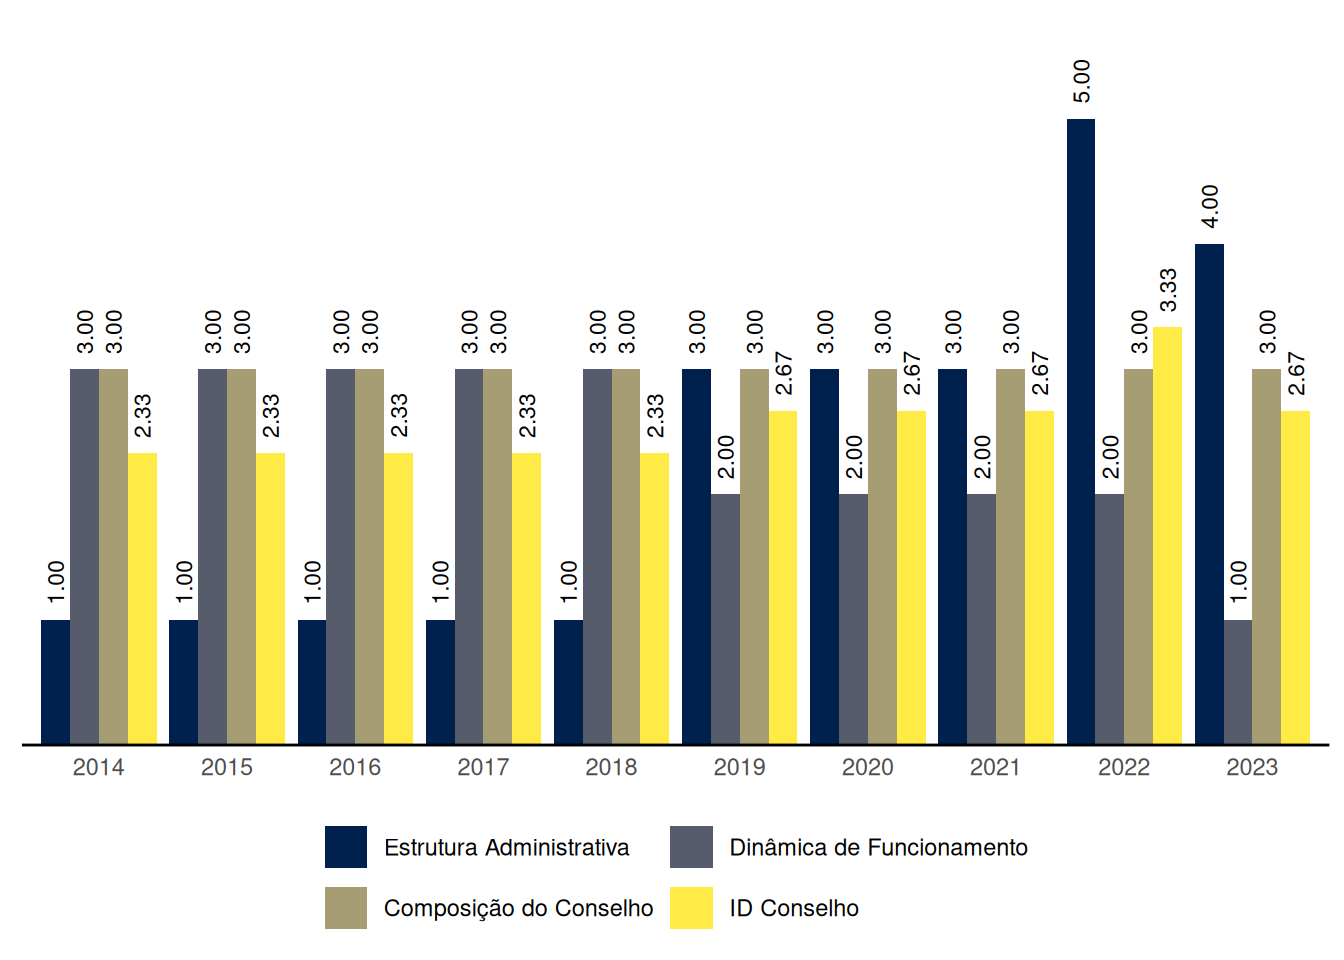 5.00
4.00
3.33
3.00 3.00 3.00 3.00 3.00 3.00 3.00 3.00 3.00 3.00 3.00 3.00 3.00 3.00 3.00 3.00 3.00 3.00
2.67 2.67 2.67 2.67
2.33 2.33 2.33 2.33 2.33
2.00 2.00 2.00 2.00
1.00 1.00 1.00 1.00 1.00 1.00
2014 2015 2016 2017 2018 2019 2020 2021 2022 2023
Estrutura Administrativa Dinâmica de Funcionamento
Composição do Conselho ID Conselho